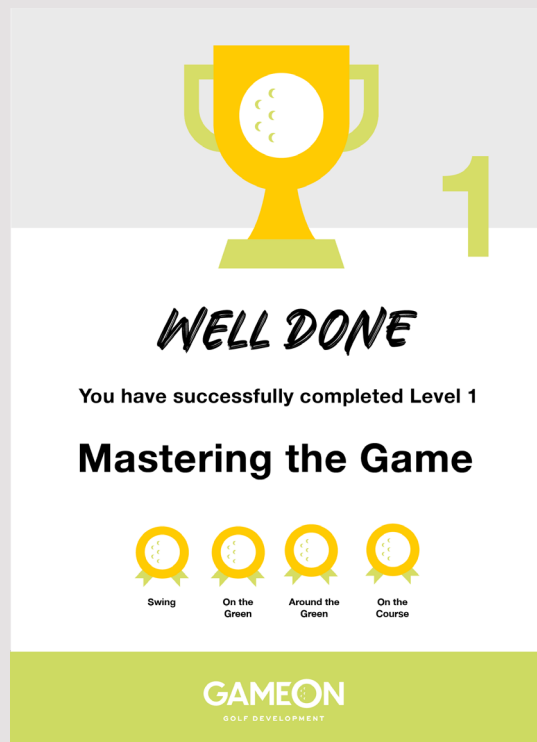 1
WELL DONE
You have successfully completed Level 1
Mastering the Game
Swing
On the
Green
Around the
Green
On the
Course
GAMEON
GOLF DEVELOPMENT